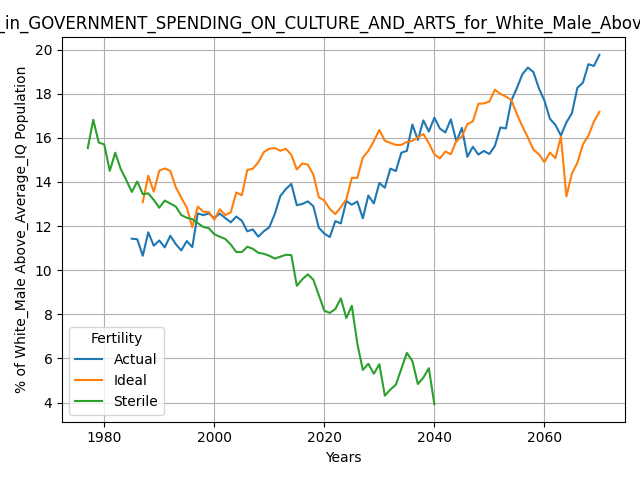 _in_GOVERNMENT_SPENDING_ON_CULTURE_AND_ARTS_for_White_Male_Above
% of White_Male Above_Average_IQ Population
20
18
16
14
12
10
8
6
4
Fertility
Actual
Ideal
Sterile
1980
2000
2020
2040
2060
Years